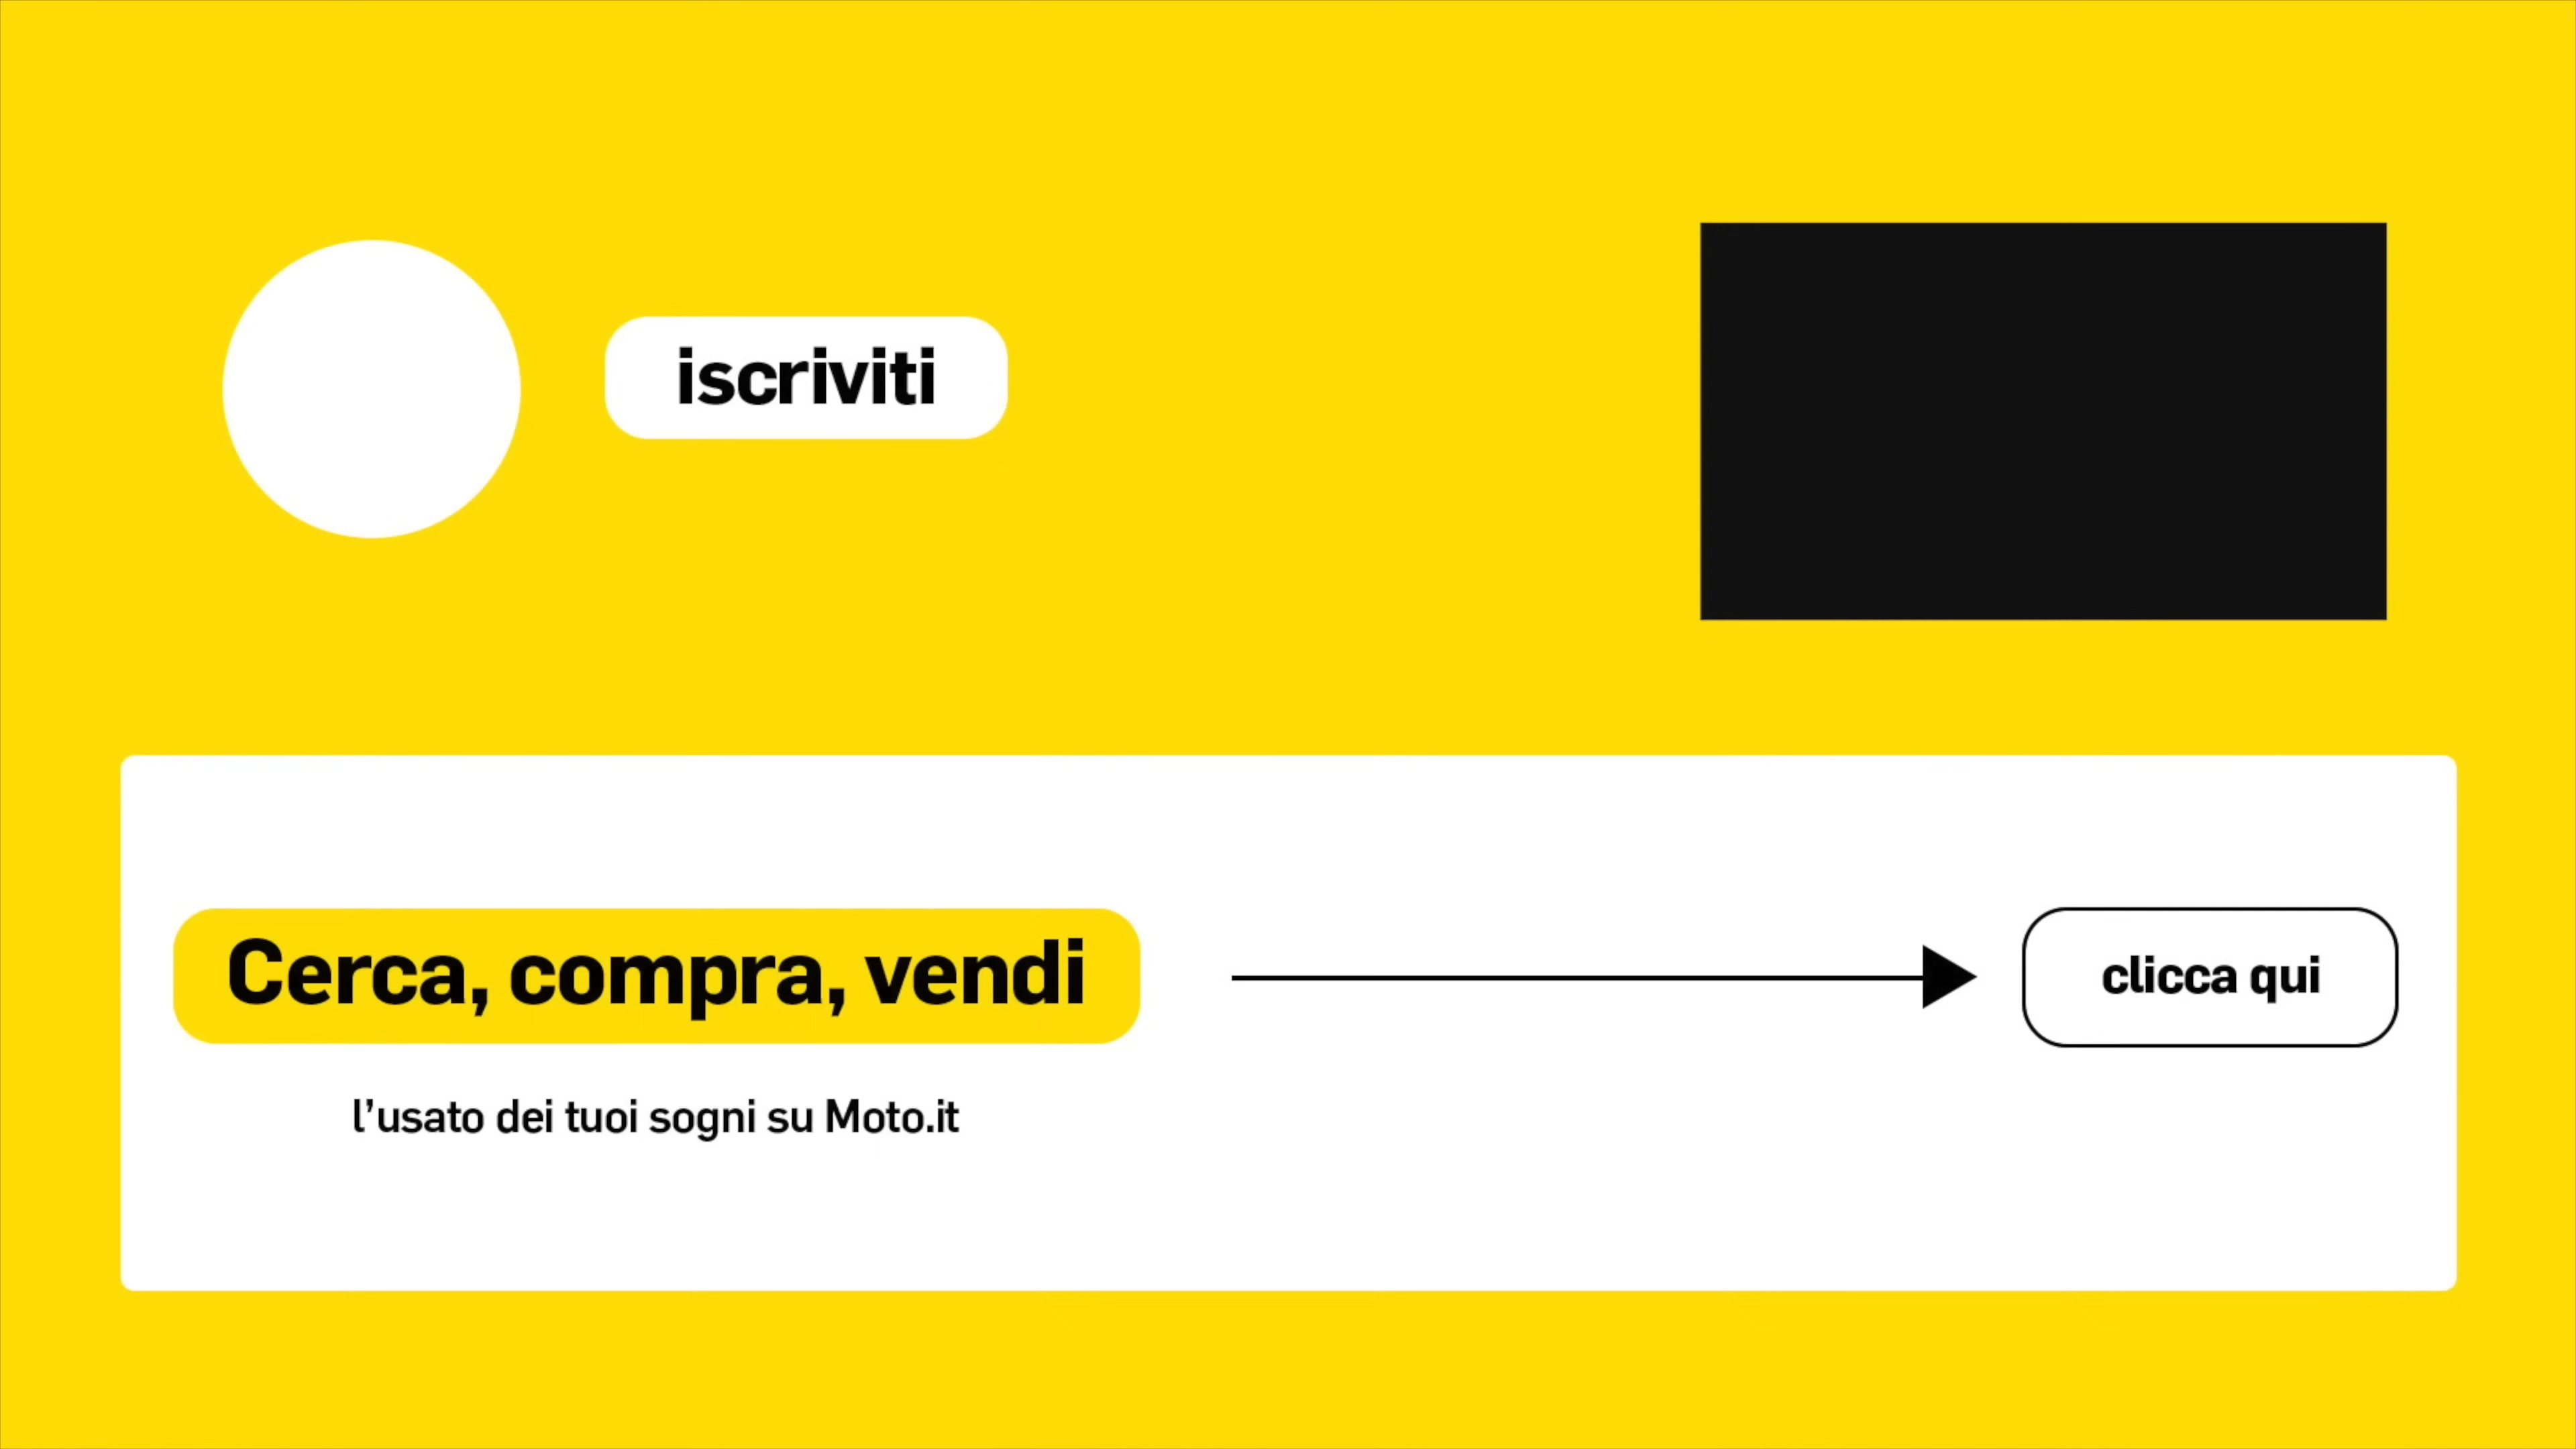 iscriviti
Cerca, compra, vendi
clicca qui
l’usato dei tuoi sogni su Moto.it